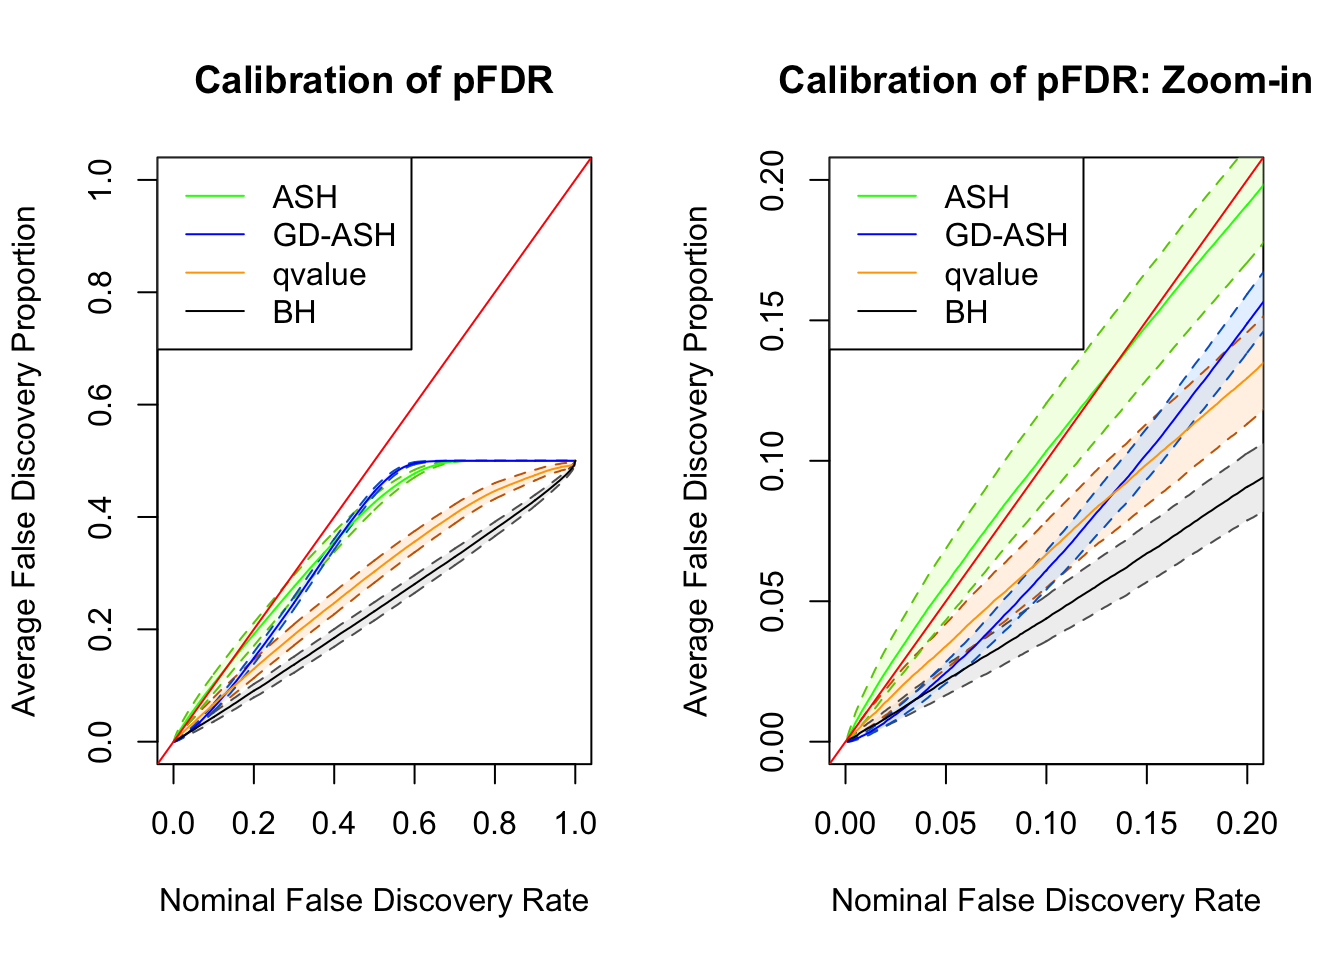 Calibration of pFDR
Average False Discovery Proportion
1.0
0.8
0.6
0.4
0.2
0.0
ASH
GD-ASH
qvalue
BH
0.0 0.2 0.4 0.6 0.8 1.0
Nominal False Discovery Rate
Calibration of pFDR: Zoom-in
Average False Discovery Proportion
0.20
0.15
0.10
0.05
0.00
ASH
GD-ASH
qvalue
BH
0.00 0.05 0.10 0.15 0.20
Nominal False Discovery Rate